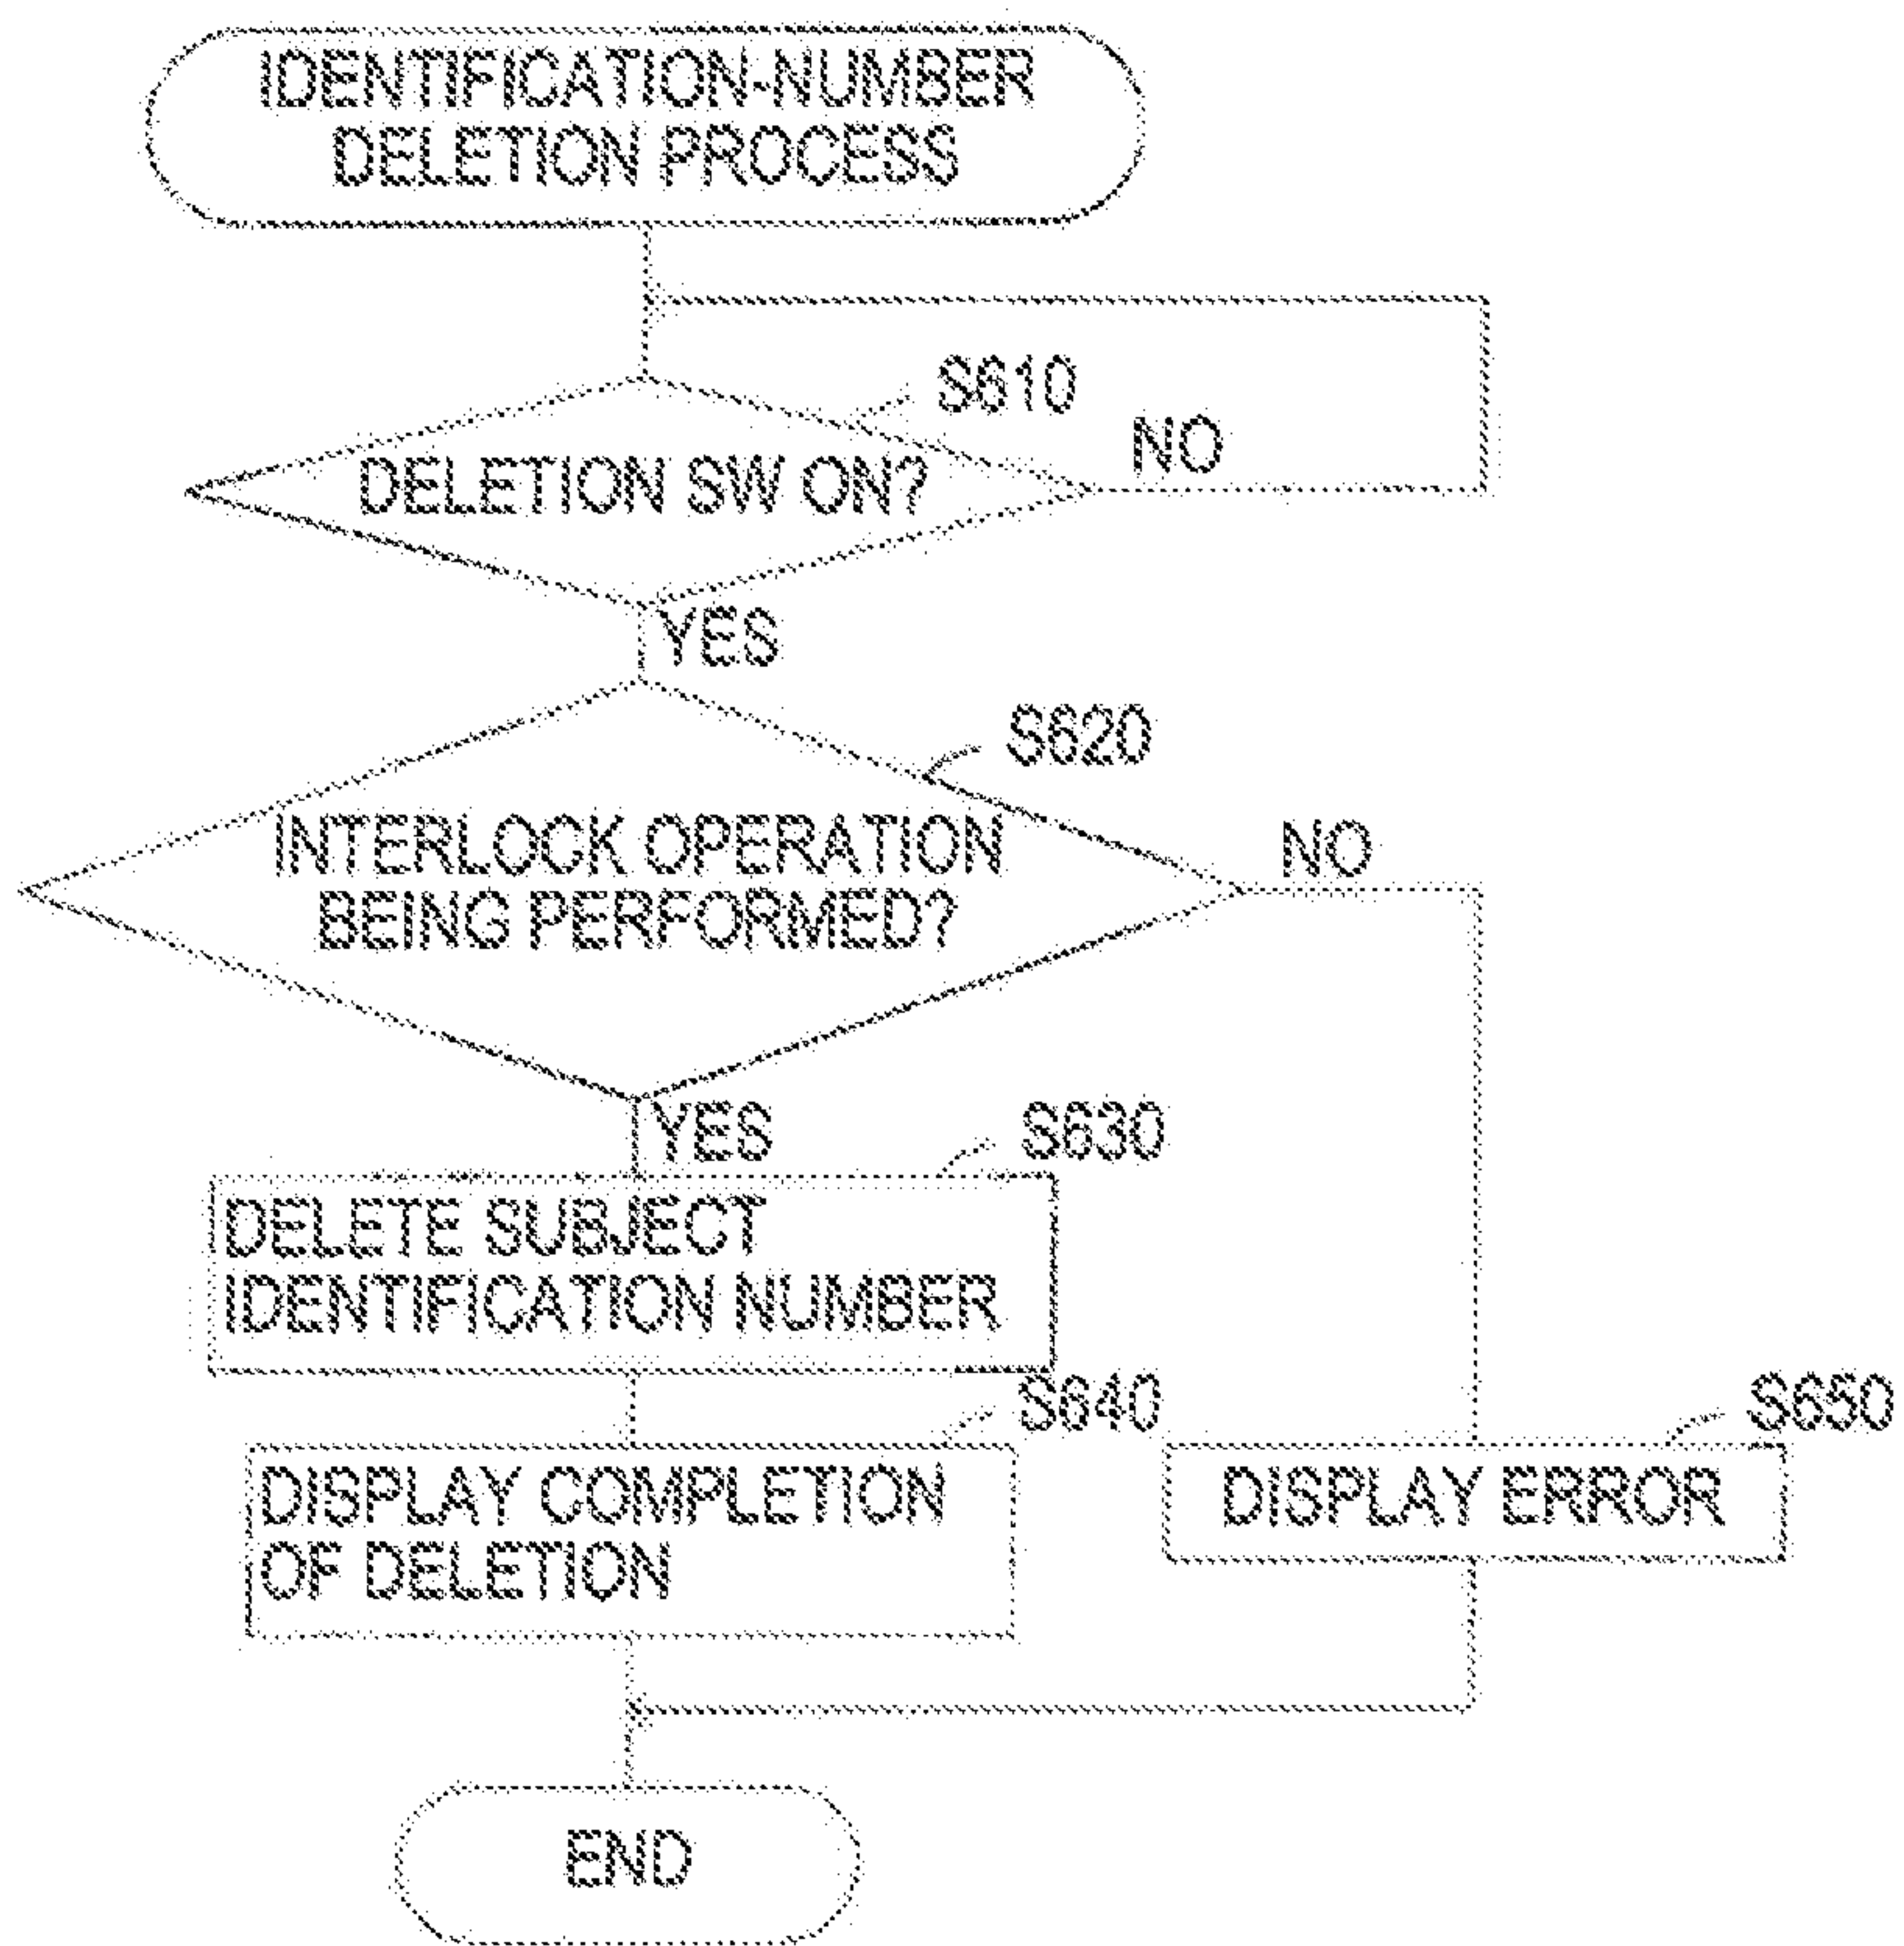 IDENTIFICATION-NUMBER
DELETION PROCESS
S610
NO
DELETION SW ON?
YES
S620
INTERLOCK OPERATION
BEING PERFORMED?
NO
YES
S630
DELETE SUBJECT
IDENTIFICATION NUMBER
S640
DISPLAY COMPLETION
OF DELETION
S650
DISPLAY ERROR
END